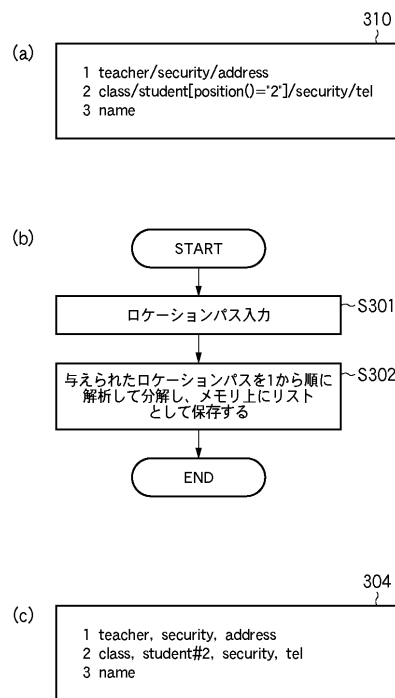 310
(a)
1 teacher/security/address
2 class/student[position()="2"]/security/tel
3 name
(b)
START
ロケーションパス入力
S301
与えられたロケーションパスを1から順に
S302
解析して分解し、メモリ上にリスト
として保存する
END
304
(c)
1 teacher, security, address
2 class, student#2, security, tel
3 name